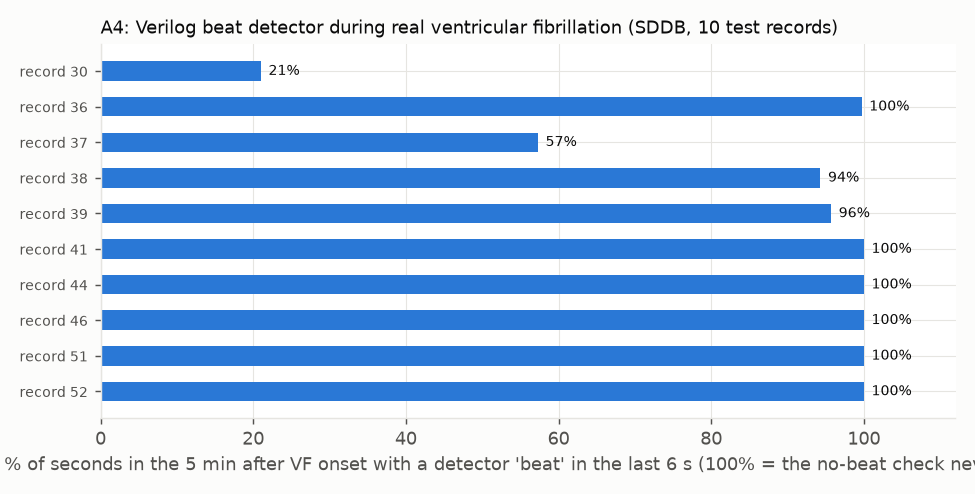 A4: Verilog beat detector during real ventricular fibrillation (SDDB, 10 test records)
record 30 21%
record 36 100%
record 37 57%
record 38 94%
record 39 96%
record 41 100%
record 44 100%
record 46 100%
record 51 100%
record 52 100%
0 20 40 60 80 100
% of seconds in the 5 min after VF onset with a detector 'beat' in the last 6 s (100% = the no-beat check